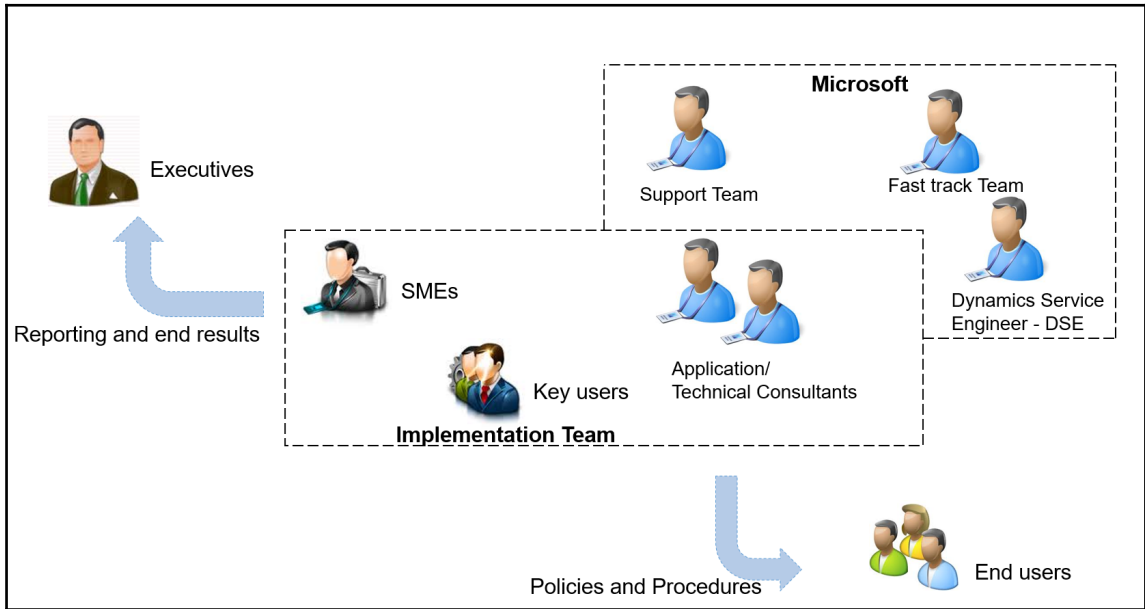 Microsoft
Executives
Support Team
Fast track Team
SMEs
Dynamics Service
Engineer - DSE
Reporting and end results
Application/
Technical Consultants
Key users
Implementation Team
Policies and Procedures
End users